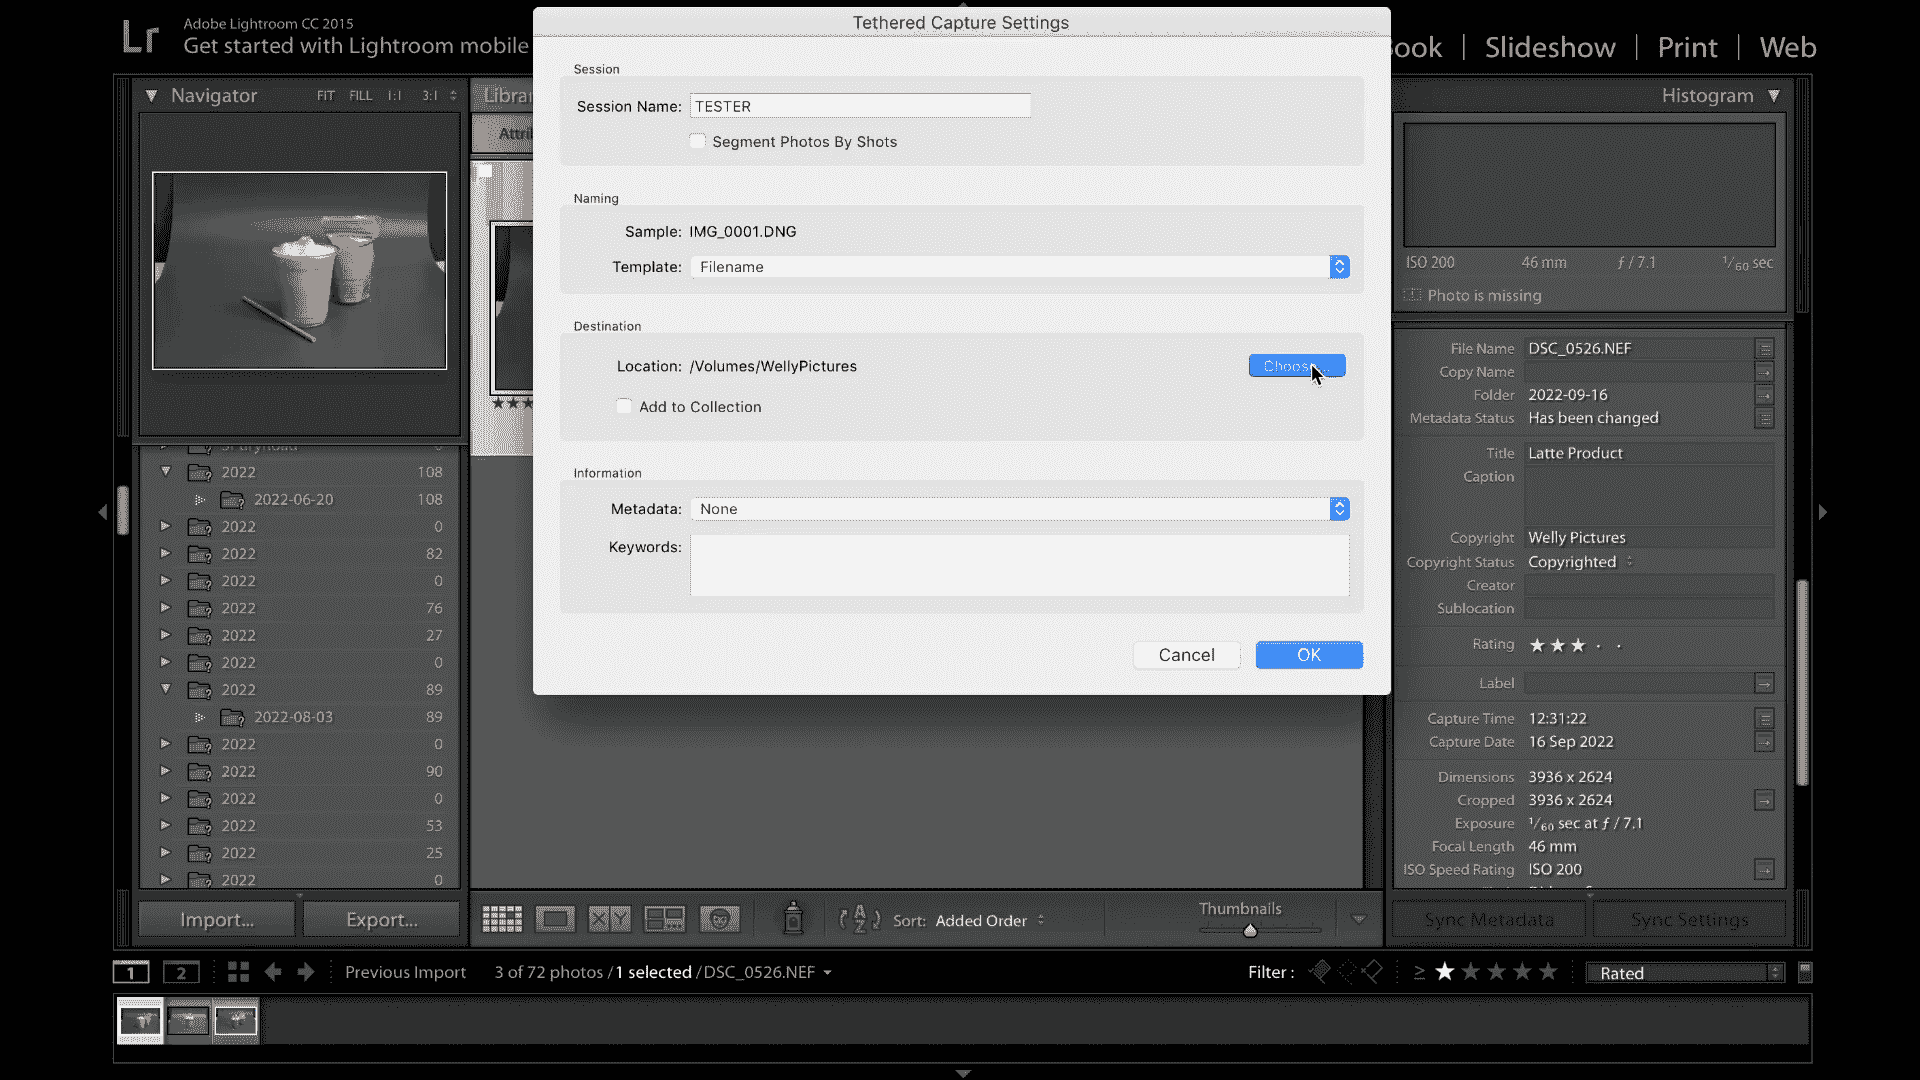 Tethered Capture Settings
Lr
Adobe Lightroom CC 2015
Get started with Lightroom mobile
ook | Slideshow | Print | Web
Navigator FIT FILL 1:1 3:1
Librar
Attrib
Histogram
ISO 200 46 mm ƒ / 7.1 1/60 sec
Photo is missing
Session
Session Name: TESTER
Segment Photos By Shots
Naming
Sample: IMG_0001.DNG
Template: Filename
Destination
Location: /Volumes/WellyPictures
Choose...
Add to Collection
Information
Metadata: None
Keywords:
Cancel OK
0
2022 108
2022-06-20 108
2022 0
2022 82
2022 0
2022 76
2022 27
2022 0
2022 89
2022-08-03 89
2022 0
2022 90
2022 0
2022 53
2022 25
2022 0
Import... Export...
File Name DSC_0526.NEF
Copy Name
Folder 2022-09-16
Metadata Status Has been changed
Title Latte Product
Caption
Copyright Welly Pictures
Copyright Status Copyrighted
Creator
Sublocation
Rating ★ ★ ★ · ·
Label
Capture Time 12:31:22
Capture Date 16 Sep 2022
Dimensions 3936 x 2624
Cropped 3936 x 2624
Exposure 1/60 sec at ƒ / 7.1
Focal Length 46 mm
ISO Speed Rating ISO 200
X Y
A Z
Sort: Added Order
Thumbnails
Sync Metadata Sync Settings
1 2 Previous Import 3 of 72 photos / 1 selected / DSC_0526.NEF
Filter : ≥ ★ ★ ★ ★ ★ Rated